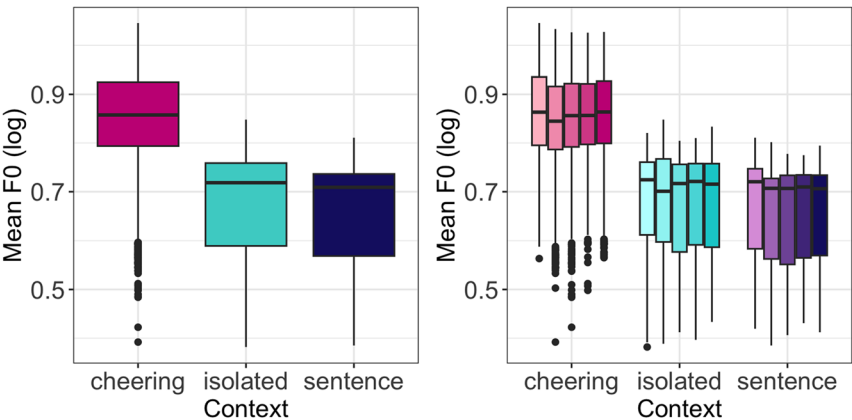 Mean F0 (log)
0.9
0.7
0.5
cheering isolated sentence
Context
Mean F0 (log)
0.9
0.7
0.5
cheering isolated sentence
Context